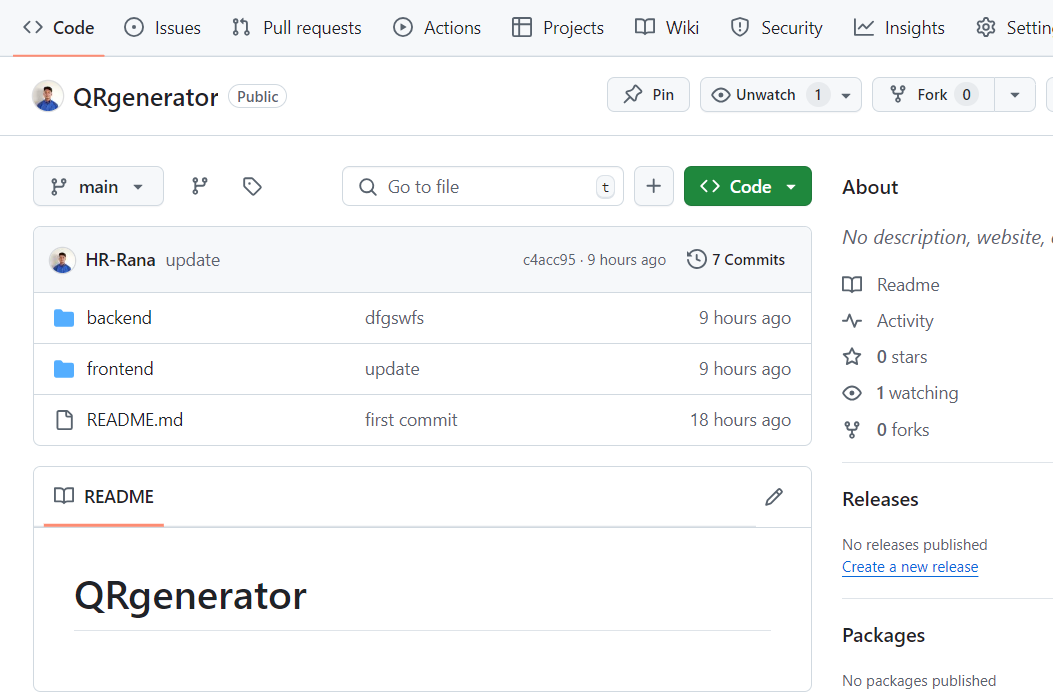 Code Issues Pull requests Actions Projects Wiki Security Insights Settin
QRgenerator Public Pin Unwatch 1 Fork 0
main Go to file t Code
HR-Rana update c4acc95 · 9 hours ago 7 Commits
backend dfgswfs 9 hours ago
frontend update 9 hours ago
README.md first commit 18 hours ago
README
QRgenerator
About
No description, website,
Readme
Activity
0 stars
1 watching
0 forks
Releases
No releases published
Create a new release
Packages
No packages published